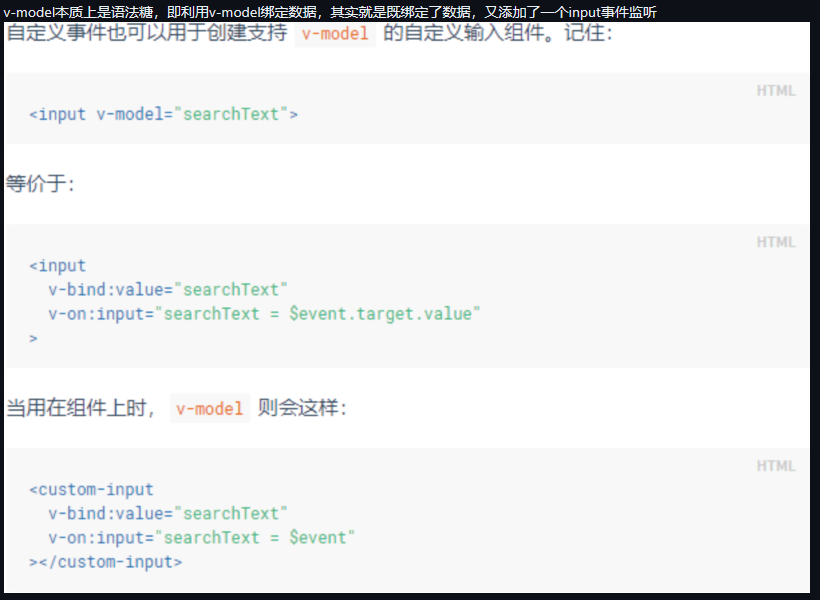 v-model本质上是语法糖，即利用v-model绑定数据，其实就是既绑定了数据，又添加了一个input事件监听
自定义事件也可以用于创建支持 v-model 的自定义输入组件。记住：
HTML
<input v-model="searchText">
等价于：
HTML
<input
v-bind:value="searchText"
v-on:input="searchText = $event.target.value"
>
当用在组件上时， v-model 则会这样：
HTML
<custom-input
v-bind:value="searchText"
v-on:input="searchText = $event"
></custom-input>